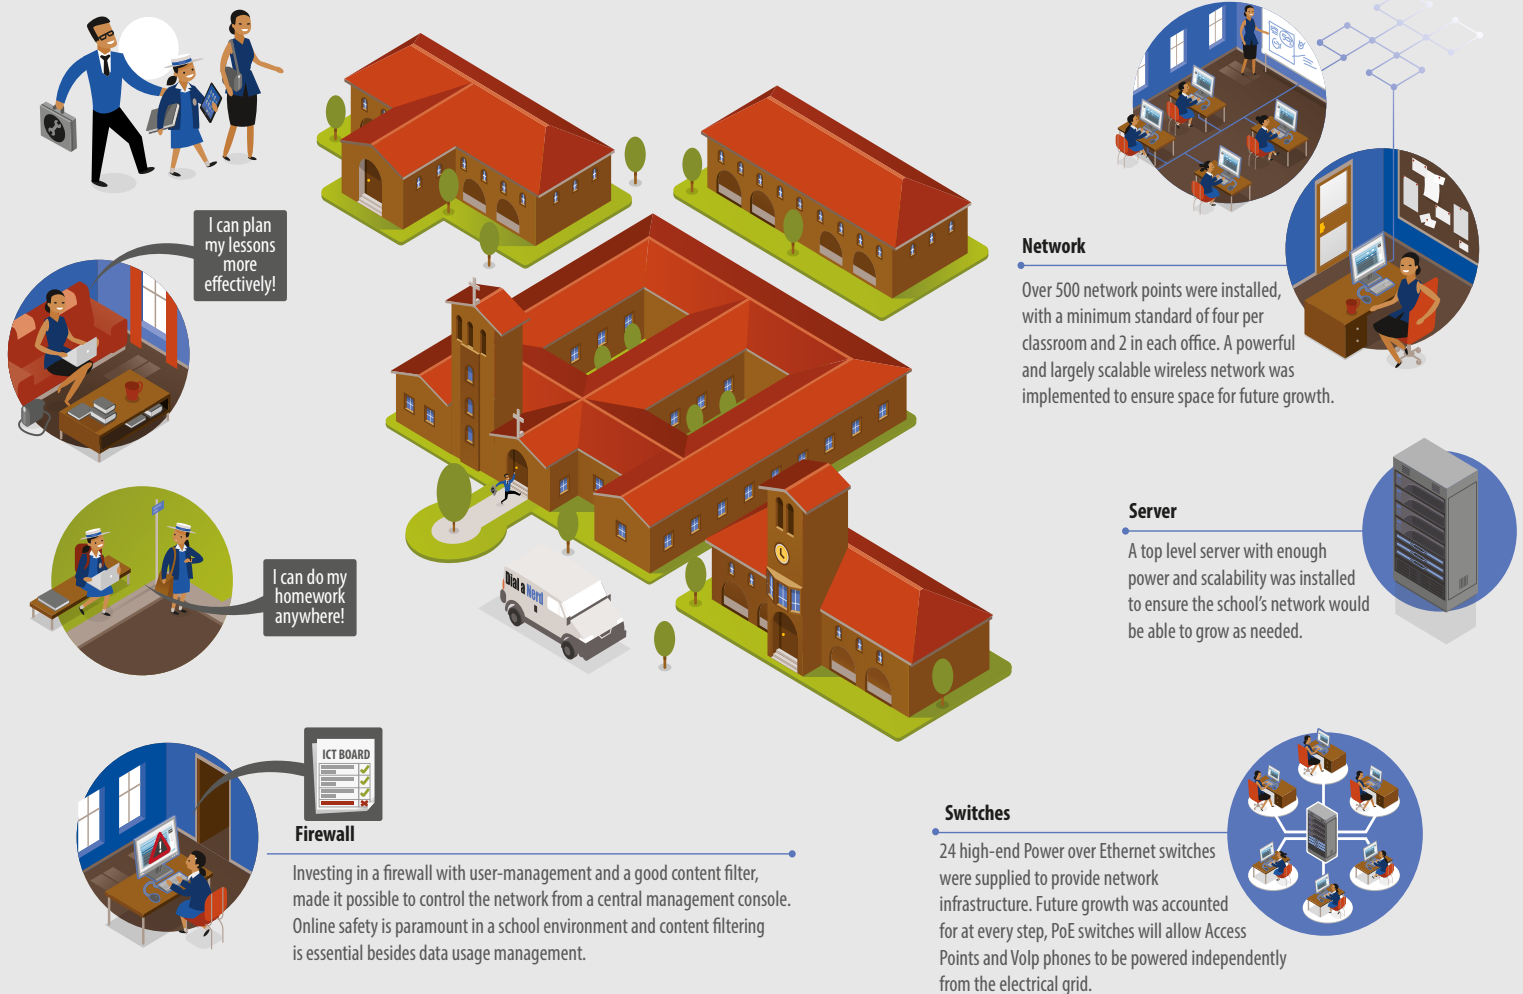 I can plan
my lessons
more
effectively!
I can do my
homework
anywhere!
Dial a Nerd
Network
Over 500 network points were installed,
with a minimum standard of four per
classroom and 2 in each office. A powerful
and largely scalable wireless network was
implemented to ensure space for future growth.
Server
A top level server with enough
power and scalability was installed
to ensure the school's network would
be able to grow as needed.
ICT BOARD
Firewall
Investing in a firewall with user-management and a good content filter,
made it possible to control the network from a central management console.
Online safety is paramount in a school environment and content filtering
is essential besides data usage management.
Switches
24 high-end Power over Ethernet switches
were supplied to provide network
infrastructure. Future growth was accounted
for at every step, PoE switches will allow Access
Points and VoIp phones to be powered independently
from the electrical grid.